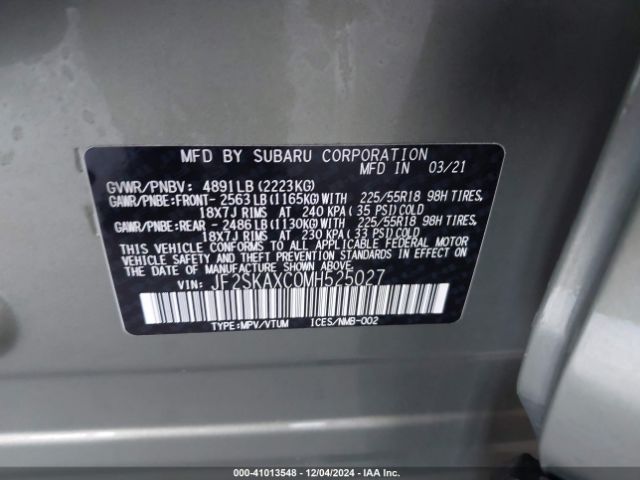 MFD BY SUBARU CORPORATION
MFD IN 03/21
GVWR/PNBV: 4891LB(2223KG)
GAWR/PNBE:FRONT- 2563LB(1165KG)WITH 225/55R18 98H TIRES,
18X7J RIMS AT 240 KPA(35 PSI)COLD
GAWR/PNBE:REAR - 2486LB(1130KG)WITH 225/55R18 98H TIRES,
18X7J RIMS AT 230 KPA(33 PSI)COLD
THIS VEHICLE CONFORMS TO ALL APPLICABLE FEDERAL MOTOR
VEHICLE SAFETY AND THEFT PREVENTION STANDARDS IN EFFECT ON
THE DATE OF MANUFACTURE SHOWN ABOVE.
VIN: JF2SKAXC0MH525027
TYPE:MPV/VTUM ICES/NMB-002
000-41013548 - 12/04/2024 - IAA Inc.